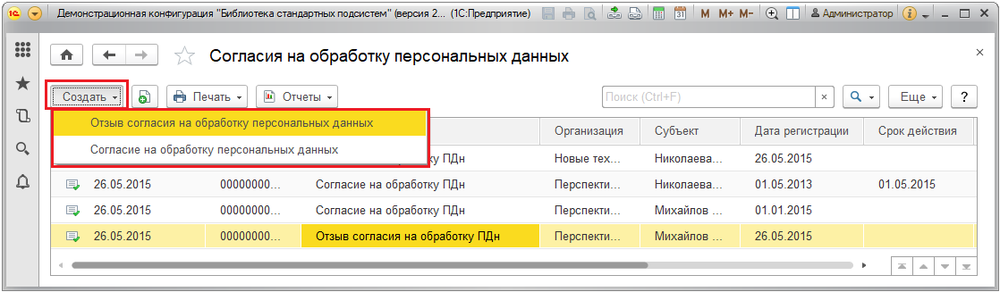 Демонстрационная конфигурация "Библиотека стандартных подсистем" (версия 2... (1С:Предприятие)
M M+ M- Администратор
Согласия на обработку персональных данных
Создать Печать Отчеты Поиск (Ctrl+F) × Еще ?
Отзыв согласия на обработку персональных данных
Согласие на обработку персональных данных
Организация Субъект Дата регистрации Срок действия
ку ПДн Новые тех... Николаева... 26.05.2015
26.05.2015 00000000... Согласие на обработку ПДн Перспекти... Николаева... 01.05.2013 01.05.2015
26.05.2015 00000000... Согласие на обработку ПДн Перспекти... Михайлов ... 01.01.2015
26.05.2015 00000000... Отзыв согласия на обработку ПДн Перспекти... Михайлов ... 26.05.2015